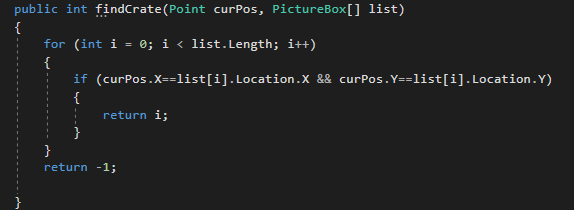 public int findCrate(Point curPos, PictureBox[] list)
{
for (int i = 0; i < list.Length; i++)
{
if (curPos.X==list[i].Location.X && curPos.Y==list[i].Location.Y)
{
return i;
}
}
return -1;
}